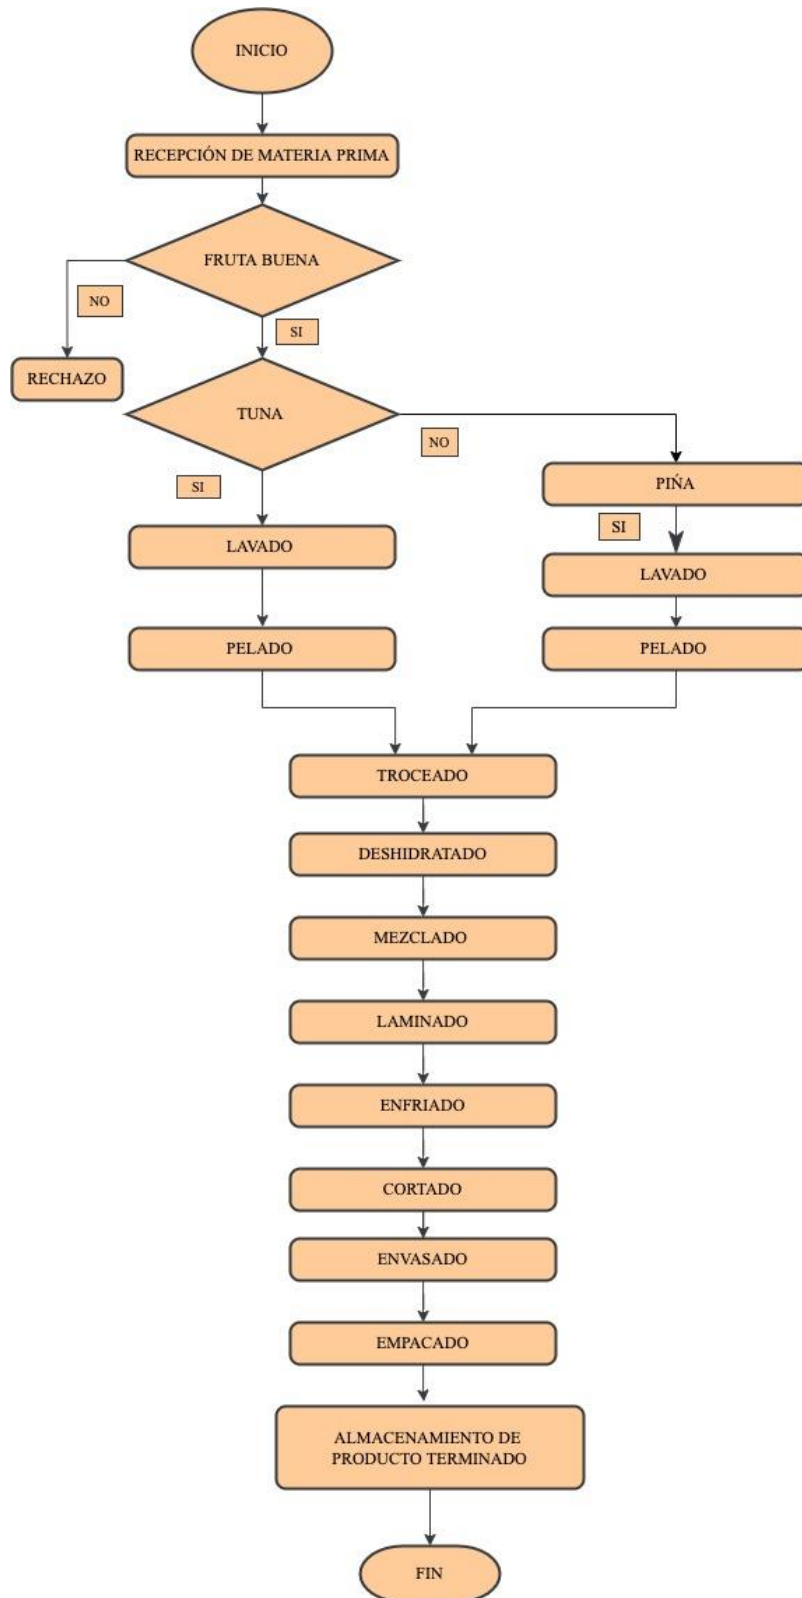 INICIO
RECEPCIÓN DE MATERIA PRIMA
FRUTA BUENA
NO
SI
RECHAZO
TUNA
NO
SI
PIŃA
SI
LAVADO
LAVADO
PELADO
PELADO
TROCEADO
DESHIDRATADO
MEZCLADO
LAMINADO
ENFRIADO
CORTADO
ENVASADO
EMPACADO
ALMACENAMIENTO DE
PRODUCTO TERMINADO
FIN